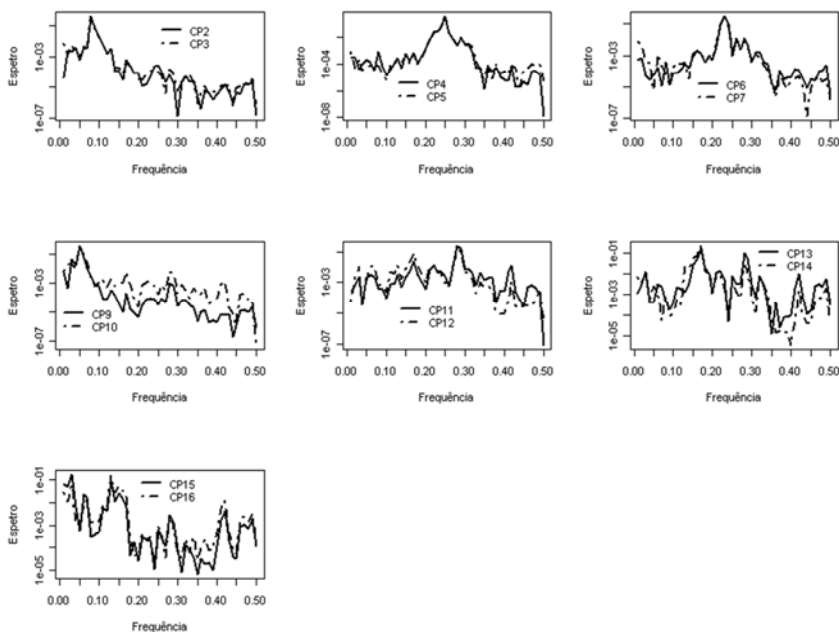 Espetro
1e-03
1e-07
CP2
CP3
0.00 0.10 0.20 0.30 0.40 0.50
Frequência
Espetro
1e-04
1e-08
CP4
CP5
0.00 0.10 0.20 0.30 0.40 0.50
Frequência
Espetro
1e-03
1e-07
CP6
CP7
0.00 0.10 0.20 0.30 0.40 0.50
Frequência
Espetro
1e-03
1e-07
CP9
CP10
0.00 0.10 0.20 0.30 0.40 0.50
Frequência
Espetro
1e-03
1e-07
CP11
CP12
0.00 0.10 0.20 0.30 0.40 0.50
Frequência
Espetro
1e-01
1e-03
1e-05
CP13
CP14
0.00 0.10 0.20 0.30 0.40 0.50
Frequência
Espetro
1e-01
1e-03
1e-05
CP15
CP16
0.00 0.10 0.20 0.30 0.40 0.50
Frequência